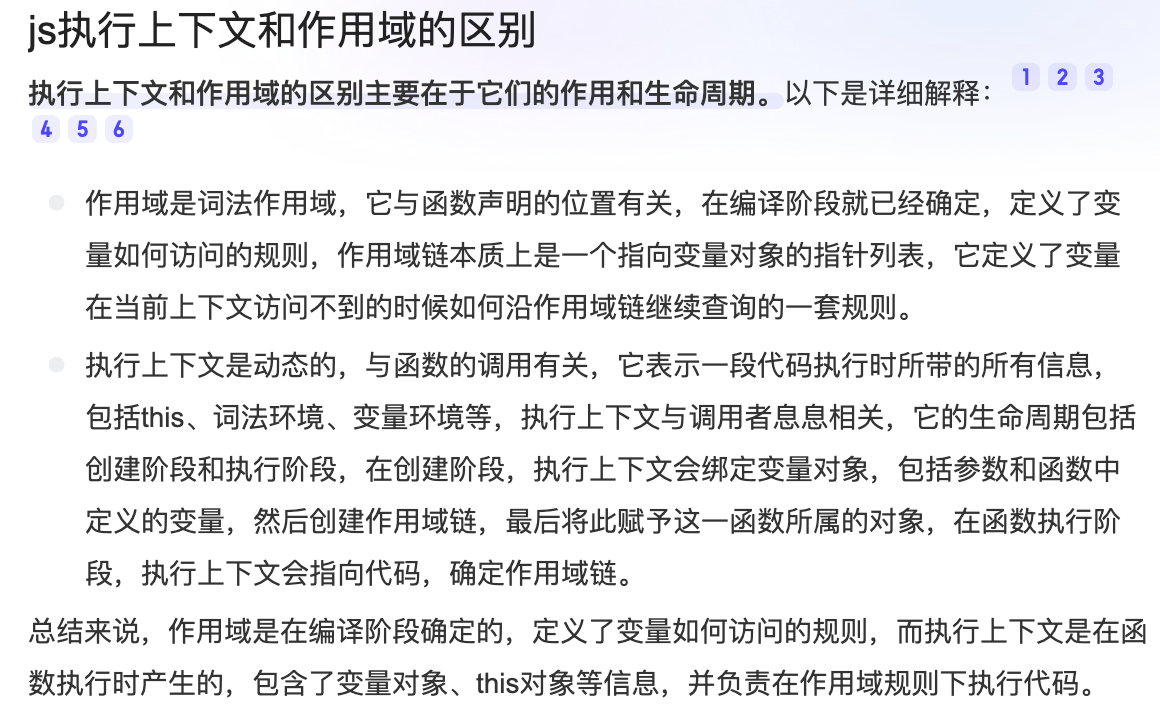 js执行上下文和作用域的区别
执行上下文和作用域的区别主要在于它们的作用和生命周期。以下是详细解释： 1 2 3
4 5 6
作用域是词法作用域，它与函数声明的位置有关，在编译阶段就已经确定，定义了变
量如何访问的规则，作用域链本质上是一个指向变量对象的指针列表，它定义了变量
在当前上下文访问不到的时候如何沿作用域链继续查询的一套规则。
执行上下文是动态的，与函数的调用有关，它表示一段代码执行时所带的所有信息，
包括this、词法环境、变量环境等，执行上下文与调用者息息相关，它的生命周期包括
创建阶段和执行阶段，在创建阶段，执行上下文会绑定变量对象，包括参数和函数中
定义的变量，然后创建作用域链，最后将此赋予这一函数所属的对象，在函数执行阶
段，执行上下文会指向代码，确定作用域链。
总结来说，作用域是在编译阶段确定的，定义了变量如何访问的规则，而执行上下文是在函
数执行时产生的，包含了变量对象、this对象等信息，并负责在作用域规则下执行代码。